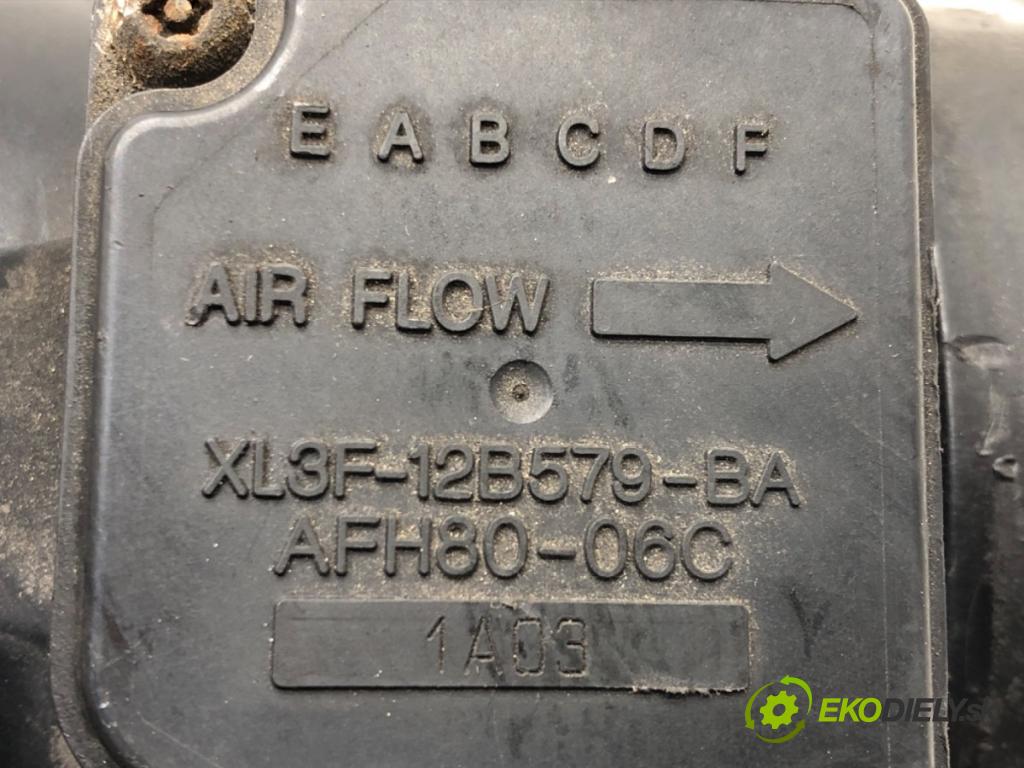 E A B C D F
AIR FLOW
XL3F-12B579-BA
AFH80-06C
1A03
EKODIELY.s